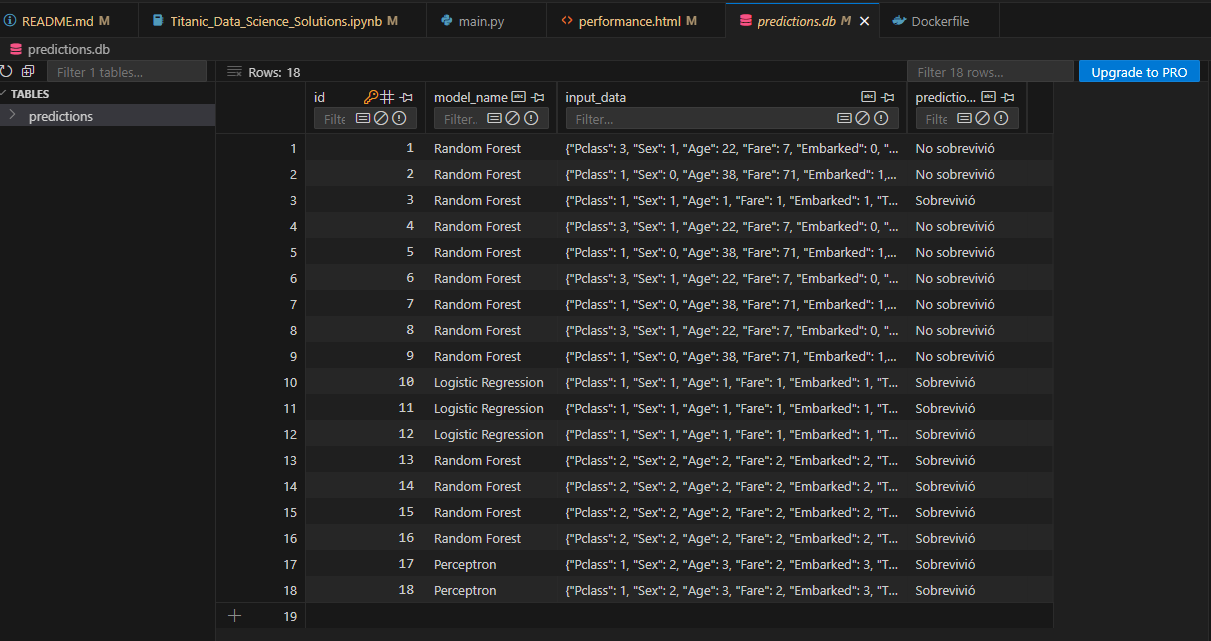 README.md M Titanic_Data_Science_Solutions.ipynb M main.py <> performance.html M predictions.db M Dockerfile
predictions.db
Filter 1 tables... Rows: 18 Filter 18 rows... Upgrade to PRO
TABLES
predictions
id model_name input_data predictio...
Filte Filter... Filter... Filte
1 1 Random Forest {"Pclass": 3, "Sex": 1, "Age": 22, "Fare": 7, "Embarked": 0, "... No sobrevivió
2 2 Random Forest {"Pclass": 1, "Sex": 0, "Age": 38, "Fare": 71, "Embarked": 1,... No sobrevivió
3 3 Random Forest {"Pclass": 1, "Sex": 1, "Age": 1, "Fare": 1, "Embarked": 1, "T... Sobrevivió
4 4 Random Forest {"Pclass": 3, "Sex": 1, "Age": 22, "Fare": 7, "Embarked": 0, "... No sobrevivió
5 5 Random Forest {"Pclass": 1, "Sex": 0, "Age": 38, "Fare": 71, "Embarked": 1,... No sobrevivió
6 6 Random Forest {"Pclass": 3, "Sex": 1, "Age": 22, "Fare": 7, "Embarked": 0, "... No sobrevivió
7 7 Random Forest {"Pclass": 1, "Sex": 0, "Age": 38, "Fare": 71, "Embarked": 1,... No sobrevivió
8 8 Random Forest {"Pclass": 3, "Sex": 1, "Age": 22, "Fare": 7, "Embarked": 0, "... No sobrevivió
9 9 Random Forest {"Pclass": 1, "Sex": 0, "Age": 38, "Fare": 71, "Embarked": 1,... No sobrevivió
10 10 Logistic Regression {"Pclass": 1, "Sex": 1, "Age": 1, "Fare": 1, "Embarked": 1, "T... Sobrevivió
11 11 Logistic Regression {"Pclass": 1, "Sex": 1, "Age": 1, "Fare": 1, "Embarked": 1, "T... Sobrevivió
12 12 Logistic Regression {"Pclass": 1, "Sex": 1, "Age": 1, "Fare": 1, "Embarked": 1, "T... Sobrevivió
13 13 Random Forest {"Pclass": 2, "Sex": 2, "Age": 2, "Fare": 2, "Embarked": 2, "T... Sobrevivió
14 14 Random Forest {"Pclass": 2, "Sex": 2, "Age": 2, "Fare": 2, "Embarked": 2, "T... Sobrevivió
15 15 Random Forest {"Pclass": 2, "Sex": 2, "Age": 2, "Fare": 2, "Embarked": 2, "T... Sobrevivió
16 16 Random Forest {"Pclass": 2, "Sex": 2, "Age": 2, "Fare": 2, "Embarked": 2, "T... Sobrevivió
17 17 Perceptron {"Pclass": 1, "Sex": 2, "Age": 3, "Fare": 2, "Embarked": 3, "T... Sobrevivió
18 18 Perceptron {"Pclass": 1, "Sex": 2, "Age": 3, "Fare": 2, "Embarked": 3, "T... Sobrevivió
19